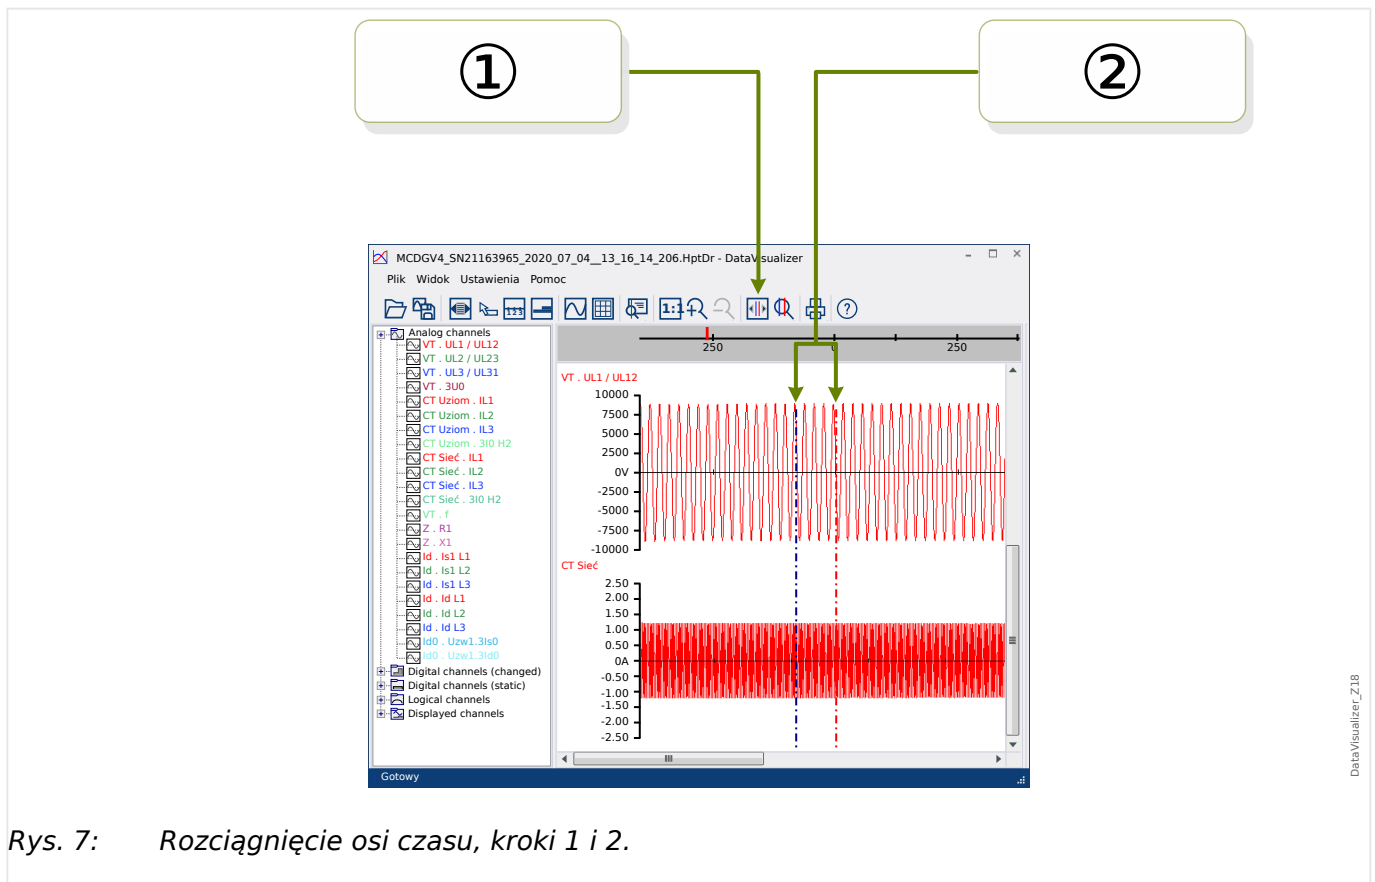 ①
②
MCDGV4_SN21163965_2020_07_04__13_16_14_206.HptDr - DataVisualizer
Plik Widok Ustawienia Pomoc
1 2 3
1:1
?
Analog channels
VT . UL1 / UL12
VT . UL2 / UL23
VT . UL3 / UL31
VT . 3U0
CT Uziom . IL1
CT Uziom . IL2
CT Uziom . IL3
CT Uziom . 3I0 H2
CT Sieć . IL1
CT Sieć . IL2
CT Sieć . IL3
CT Sieć . 3I0 H2
VT . f
Z . R1
Z . X1
Id . Is1 L1
Id . Is1 L2
Id . Is1 L3
Id . Id L1
Id . Id L2
Id . Id L3
Id0 . Uzw1.3Is0
Id0 . Uzw1.3Id0
Digital channels (changed)
Digital channels (static)
Logical channels
Displayed channels
250 0 250
VT . UL1 / UL12
10000
7500
5000
2500
0V
-2500
-5000
-7500
-10000
CT Sieć
2.50
2.00
1.50
1.00
0.50
0A
-0.50
-1.00
-1.50
-2.00
-2.50
Gotowy
DataVisualizer_Z18
Rys. 7: Rozciągnięcie osi czasu, kroki 1 i 2.